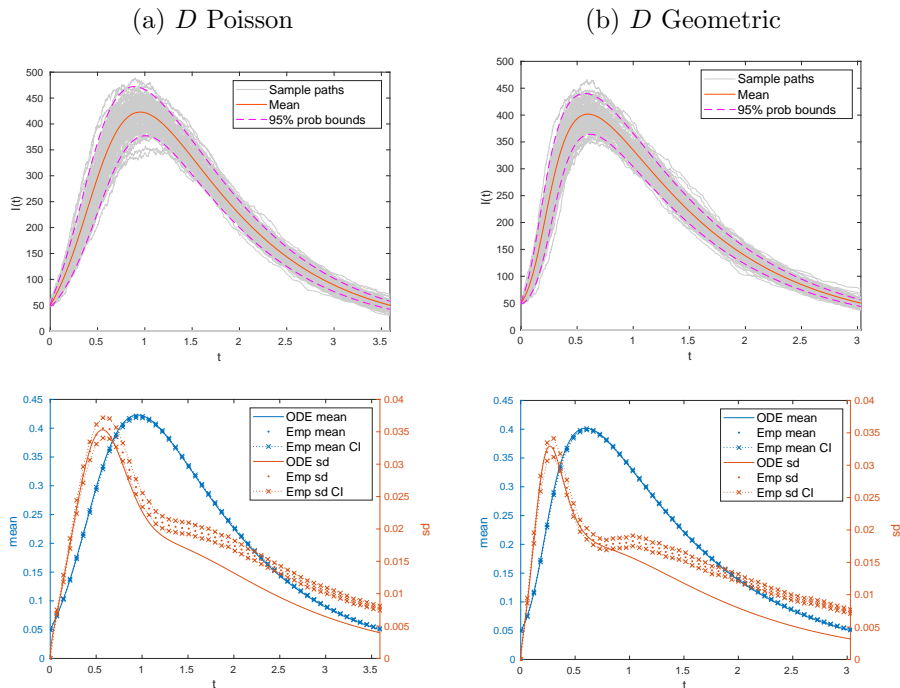 (a) D Poisson
(b) D Geometric
500
450
400
350
300
250
200
150
100
50
0
I(t)
Sample paths
Mean
95% prob bounds
0 0.5 1 1.5 2 2.5 3 3.5
t
500
450
400
350
300
250
200
150
100
50
0
I(t)
Sample paths
Mean
95% prob bounds
0 0.5 1 1.5 2 2.5 3
t
0.45
0.4
0.35
0.3
0.25
0.2
0.15
0.1
0.05
0
mean
ODE mean
Emp mean
Emp mean CI
ODE sd
Emp sd
Emp sd CI
0.04
0.035
0.03
0.025
0.02
0.015
0.01
0.005
0
sd
0 0.5 1 1.5 2 2.5 3 3.5
t
0.45
0.4
0.35
0.3
0.25
0.2
0.15
0.1
0.05
0
mean
ODE mean
Emp mean
Emp mean CI
ODE sd
Emp sd
Emp sd CI
0.04
0.035
0.03
0.025
0.02
0.015
0.01
0.005
0
sd
0 0.5 1 1.5 2 2.5 3
t